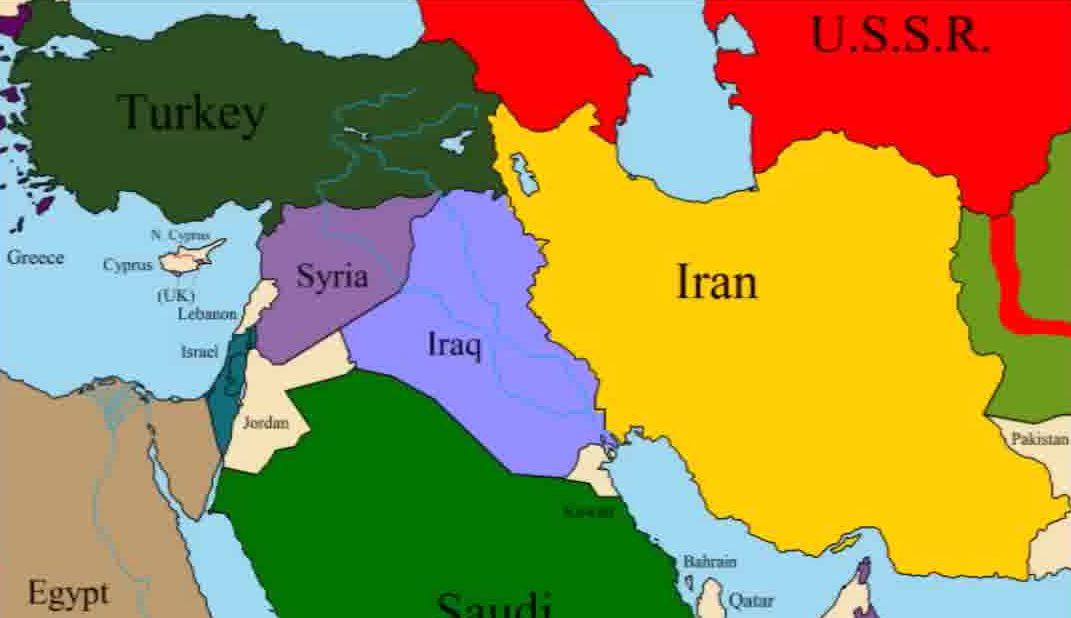 U.S.S.R.
Turkey
N. Cyprus
Greece
Cyprus
(UK)
Lebanon
Syria
Iran
Israel
Iraq
Jordan
Pakistan
Kuwait
Bahrain
Egypt
Saudi
Qatar